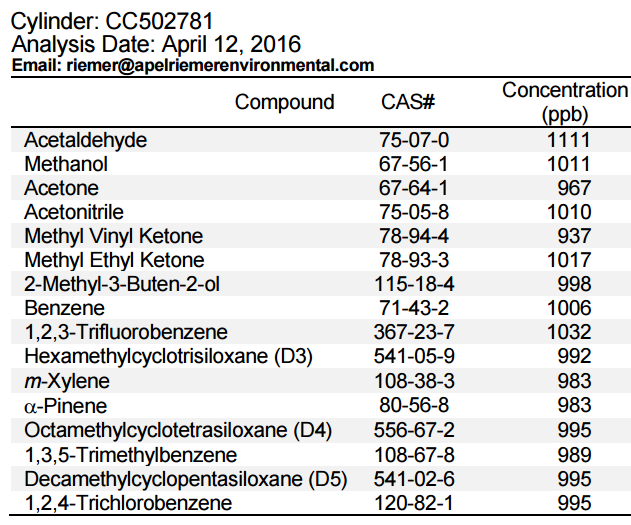 Cylinder: CC502781
Analysis Date: April 12, 2016
Email: riemer@apelriemerenvironmental.com
Compound CAS# Concentration (ppb)
Acetaldehyde 75-07-0 1111
Methanol 67-56-1 1011
Acetone 67-64-1 967
Acetonitrile 75-05-8 1010
Methyl Vinyl Ketone 78-94-4 937
Methyl Ethyl Ketone 78-93-3 1017
2-Methyl-3-Buten-2-ol 115-18-4 998
Benzene 71-43-2 1006
1,2,3-Trifluorobenzene 367-23-7 1032
Hexamethylcyclotrisiloxane (D3) 541-05-9 992
m-Xylene 108-38-3 983
α-Pinene 80-56-8 983
Octamethylcyclotetrasiloxane (D4) 556-67-2 995
1,3,5-Trimethylbenzene 108-67-8 989
Decamethylcyclopentasiloxane (D5) 541-02-6 995
1,2,4-Trichlorobenzene 120-82-1 995